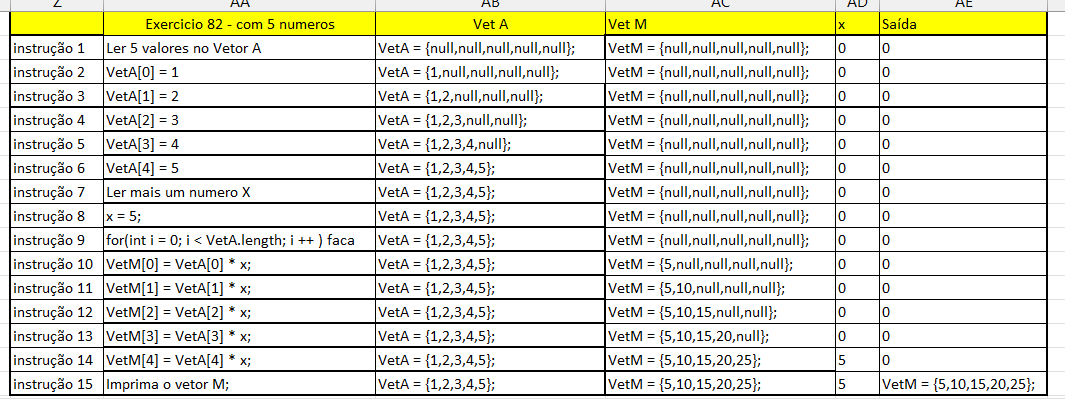 Z AA AB AC AD AE
Exercicio 82 - com 5 numeros Vet A Vet M x Saída
instrução 1 Ler 5 valores no Vetor A VetA = {null,null,null,null,null}; VetM = {null,null,null,null,null}; 0 0
instrução 2 VetA[0] = 1 VetA = {1,null,null,null,null}; VetM = {null,null,null,null,null}; 0 0
instrução 3 VetA[1] = 2 VetA = {1,2,null,null,null}; VetM = {null,null,null,null,null}; 0 0
instrução 4 VetA[2] = 3 VetA = {1,2,3,null,null}; VetM = {null,null,null,null,null}; 0 0
instrução 5 VetA[3] = 4 VetA = {1,2,3,4,null}; VetM = {null,null,null,null,null}; 0 0
instrução 6 VetA[4] = 5 VetA = {1,2,3,4,5}; VetM = {null,null,null,null,null}; 0 0
instrução 7 Ler mais um numero X VetA = {1,2,3,4,5}; VetM = {null,null,null,null,null}; 0 0
instrução 8 x = 5; VetA = {1,2,3,4,5}; VetM = {null,null,null,null,null}; 0 0
instrução 9 for(int i = 0; i < VetA.length; i ++ ) faca VetA = {1,2,3,4,5}; VetM = {null,null,null,null,null}; 0 0
instrução 10 VetM[0] = VetA[0] * x; VetA = {1,2,3,4,5}; VetM = {5,null,null,null,null}; 0 0
instrução 11 VetM[1] = VetA[1] * x; VetA = {1,2,3,4,5}; VetM = {5,10,null,null,null}; 0 0
instrução 12 VetM[2] = VetA[2] * x; VetA = {1,2,3,4,5}; VetM = {5,10,15,null,null}; 0 0
instrução 13 VetM[3] = VetA[3] * x; VetA = {1,2,3,4,5}; VetM = {5,10,15,20,null}; 0 0
instrução 14 VetM[4] = VetA[4] * x; VetA = {1,2,3,4,5}; VetM = {5,10,15,20,25}; 5 0
instrução 15 Imprima o vetor M; VetA = {1,2,3,4,5}; VetM = {5,10,15,20,25}; 5 VetM = {5,10,15,20,25};